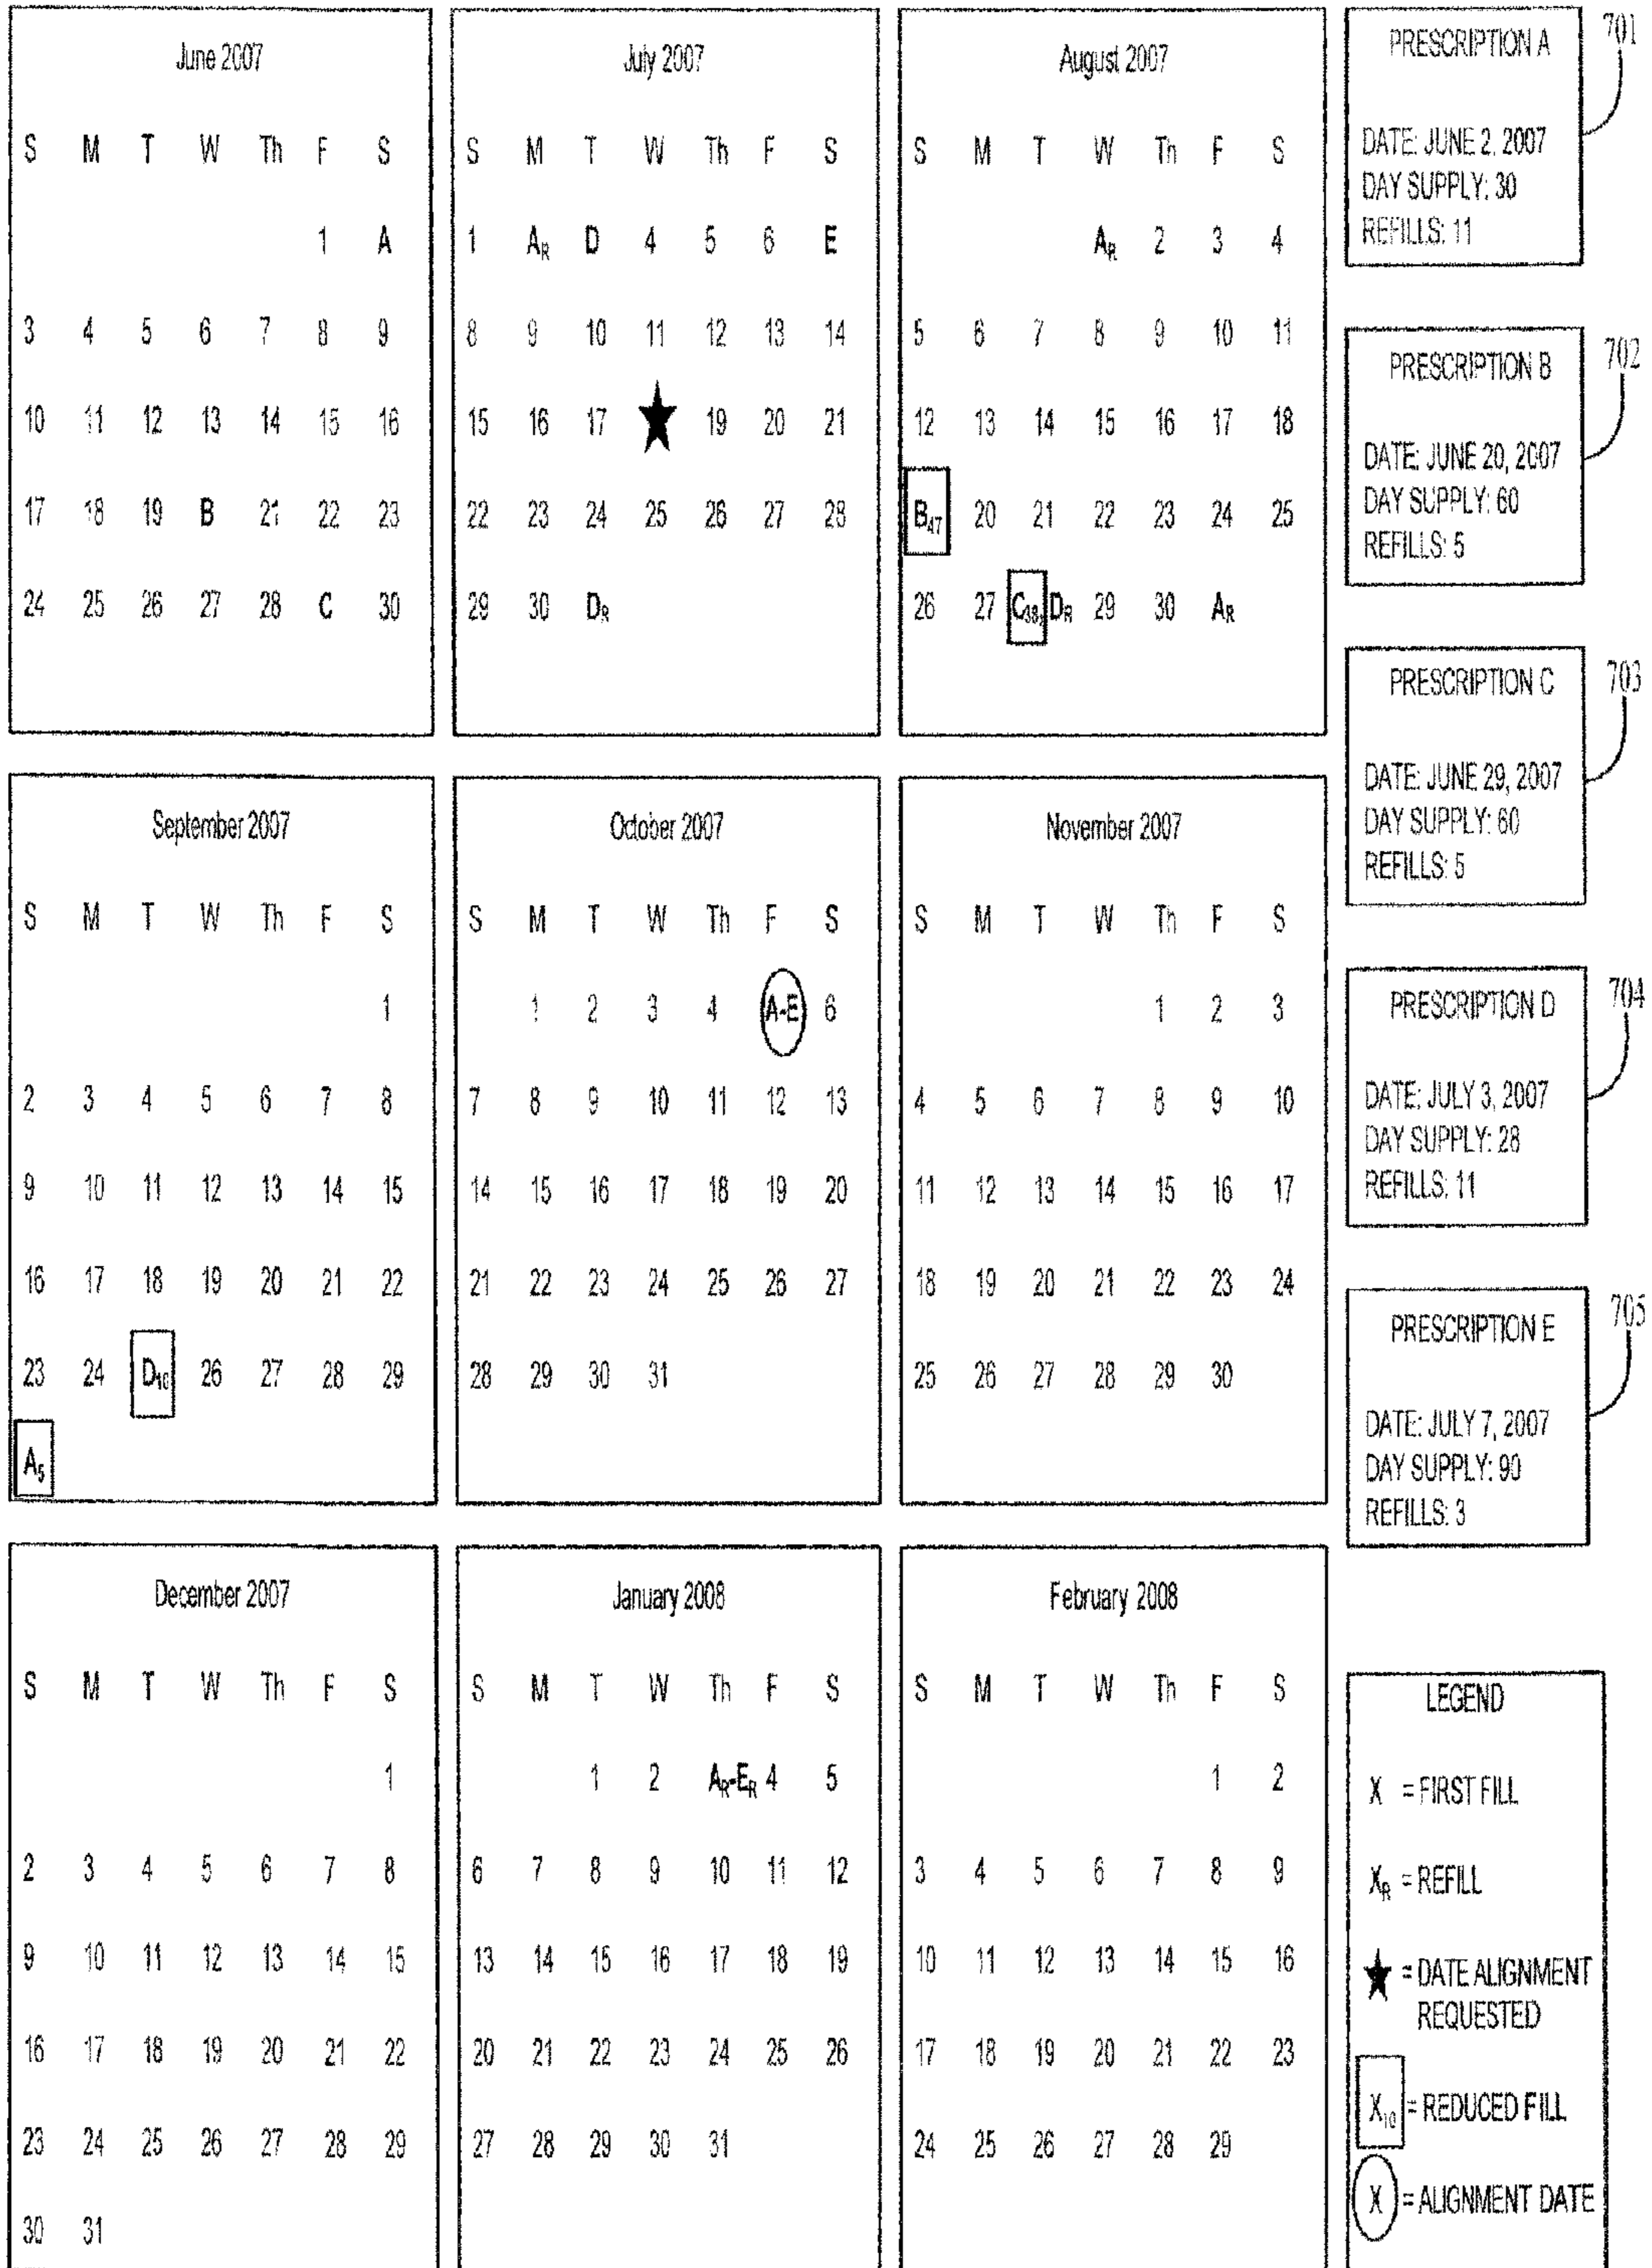 June 2007
S M T W Th F S
1 A
3 4 5 6 7 8 9
10 11 12 13 14 15 16
17 18 19 B 21 22 23
24 25 26 27 28 C 30
July 2007
S M T W Th F S
1 A_R D 4 5 6 E
8 9 10 11 12 13 14
15 16 17 ★ 19 20 21
22 23 24 25 26 27 28
29 30 D_R
August 2007
S M T W Th F S
A_R 2 3 4
5 6 7 8 9 10 11
12 13 14 15 16 17 18
B_47 20 21 22 23 24 25
26 27 C_38, D_R 29 30 A_R
PRESCRIPTION A
DATE: JUNE 2, 2007
DAY SUPPLY: 30
REFILLS: 11
701
PRESCRIPTION B
DATE: JUNE 20, 2007
DAY SUPPLY: 60
REFILLS: 5
702
PRESCRIPTION C
DATE: JUNE 29, 2007
DAY SUPPLY: 60
REFILLS: 5
703
September 2007
S M T W Th F S
1
2 3 4 5 6 7 8
9 10 11 12 13 14 15
16 17 18 19 20 21 22
23 24 D_10 26 27 28 29
A_5
October 2007
S M T W Th F S
1 2 3 4 A-E 6
7 8 9 10 11 12 13
14 15 16 17 18 19 20
21 22 23 24 25 26 27
28 29 30 31
November 2007
S M T W Th F S
1 2 3
4 5 6 7 8 9 10
11 12 13 14 15 16 17
18 19 20 21 22 23 24
25 26 27 28 29 30
PRESCRIPTION D
DATE: JULY 3, 2007
DAY SUPPLY: 28
REFILLS: 11
704
PRESCRIPTION E
DATE: JULY 7, 2007
DAY SUPPLY: 90
REFILLS: 3
705
December 2007
S M T W Th F S
1
2 3 4 5 6 7 8
9 10 11 12 13 14 15
16 17 18 19 20 21 22
23 24 25 26 27 28 29
30 31
January 2008
S M T W Th F S
1 2 A_R-E_R 4 5
6 7 8 9 10 11 12
13 14 15 16 17 18 19
20 21 22 23 24 25 26
27 28 29 30 31
February 2008
S M T W Th F S
1 2
3 4 5 6 7 8 9
10 11 12 13 14 15 16
17 18 19 20 21 22 23
24 25 26 27 28 29
LEGEND
X = FIRST FILL
X_R = REFILL
★ = DATE ALIGNMENT
REQUESTED
X_10 = REDUCED FILL
X = ALIGNMENT DATE